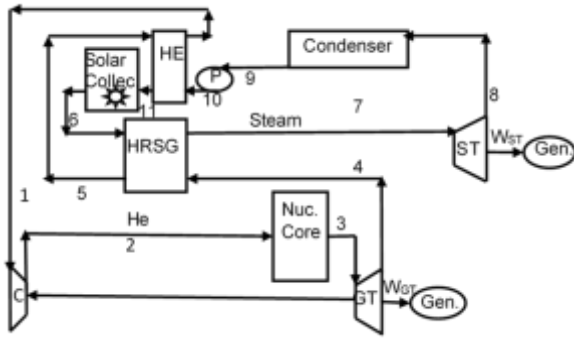 Condenser
HE
Solar
Collec
P
9
10
11
7
8
6
Steam
ST
WST
Gen.
HRSG
5
4
1
He
2
Nuc.
Core
3
C
GT
WGT
Gen.